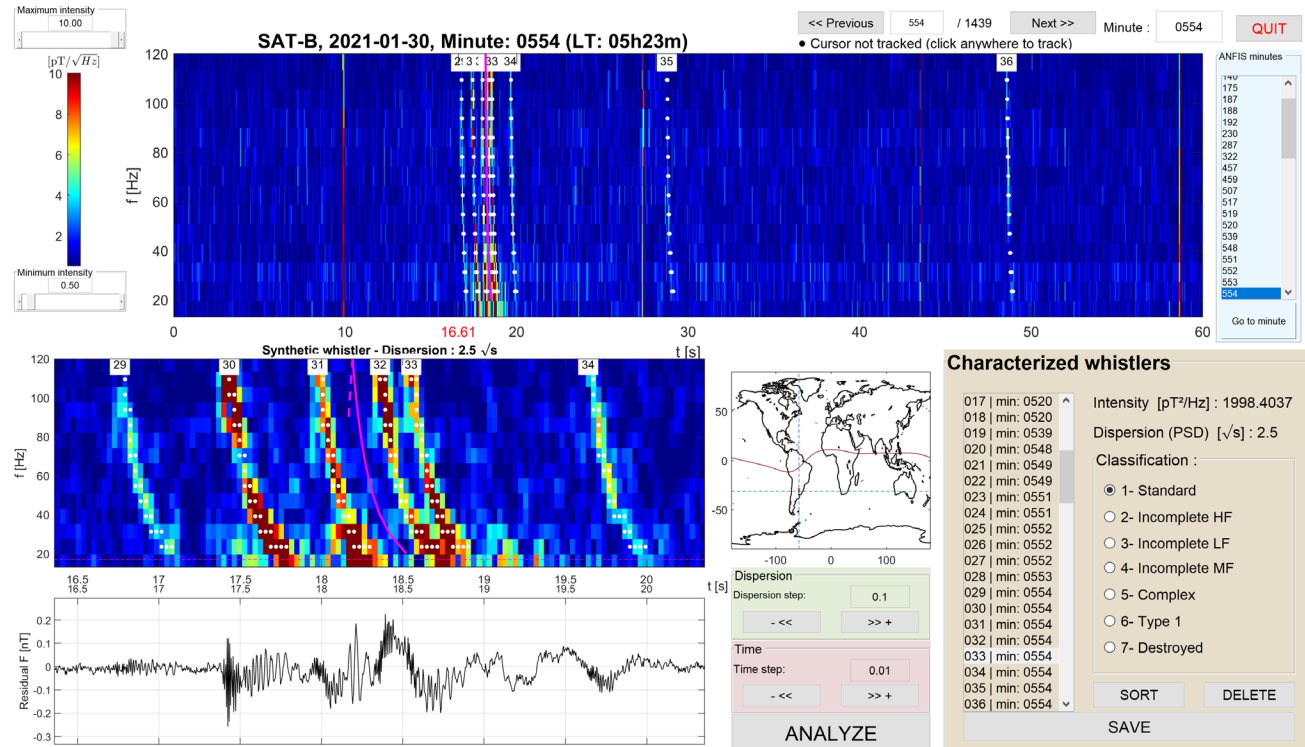 Maximum intensity
10.00
<< Previous 554 / 1439 Next >> Minute : 0554 QUIT
SAT-B, 2021-01-30, Minute: 0554 (LT: 05h23m)
● Cursor not tracked (click anywhere to track)
[pT/√Hz]
10
8
6
4
2
Minimum intensity
0.50
f [Hz]
120
100
80
60
40
20
33 34 35 36
0 10 16.61 20 30 40 50 60
t [s]
ANFIS minutes
140
175
187
188
192
230
287
322
457
459
507
517
519
520
539
548
551
552
553
554
Go to minute
Synthetic whistler - Dispersion : 2.5 √s
29 30 31 32 33 34
f [Hz]
120
100
80
60
40
20
16.5 17 17.5 18 18.5 19 19.5 20 t [s]
16.5 17 17.5 18 18.5 19 19.5 20
Residual F [nT]
0.2
0.1
0
-0.1
-0.2
-0.3
50
0
-50
-100 0 100
Dispersion
Dispersion step: 0.1
- << >> +
Time
Time step: 0.01
- << >> +
ANALYZE
Characterized whistlers
017 | min: 0520
018 | min: 0520
019 | min: 0539
020 | min: 0548
021 | min: 0549
022 | min: 0549
023 | min: 0551
024 | min: 0551
025 | min: 0552
026 | min: 0552
027 | min: 0552
028 | min: 0553
029 | min: 0554
030 | min: 0554
031 | min: 0554
032 | min: 0554
033 | min: 0554
034 | min: 0554
035 | min: 0554
036 | min: 0554
Intensity [pT²/Hz] : 1998.4037
Dispersion (PSD) [√s] : 2.5
Classification :
1- Standard
2- Incomplete HF
3- Incomplete LF
4- Incomplete MF
5- Complex
6- Type 1
7- Destroyed
SORT DELETE
SAVE